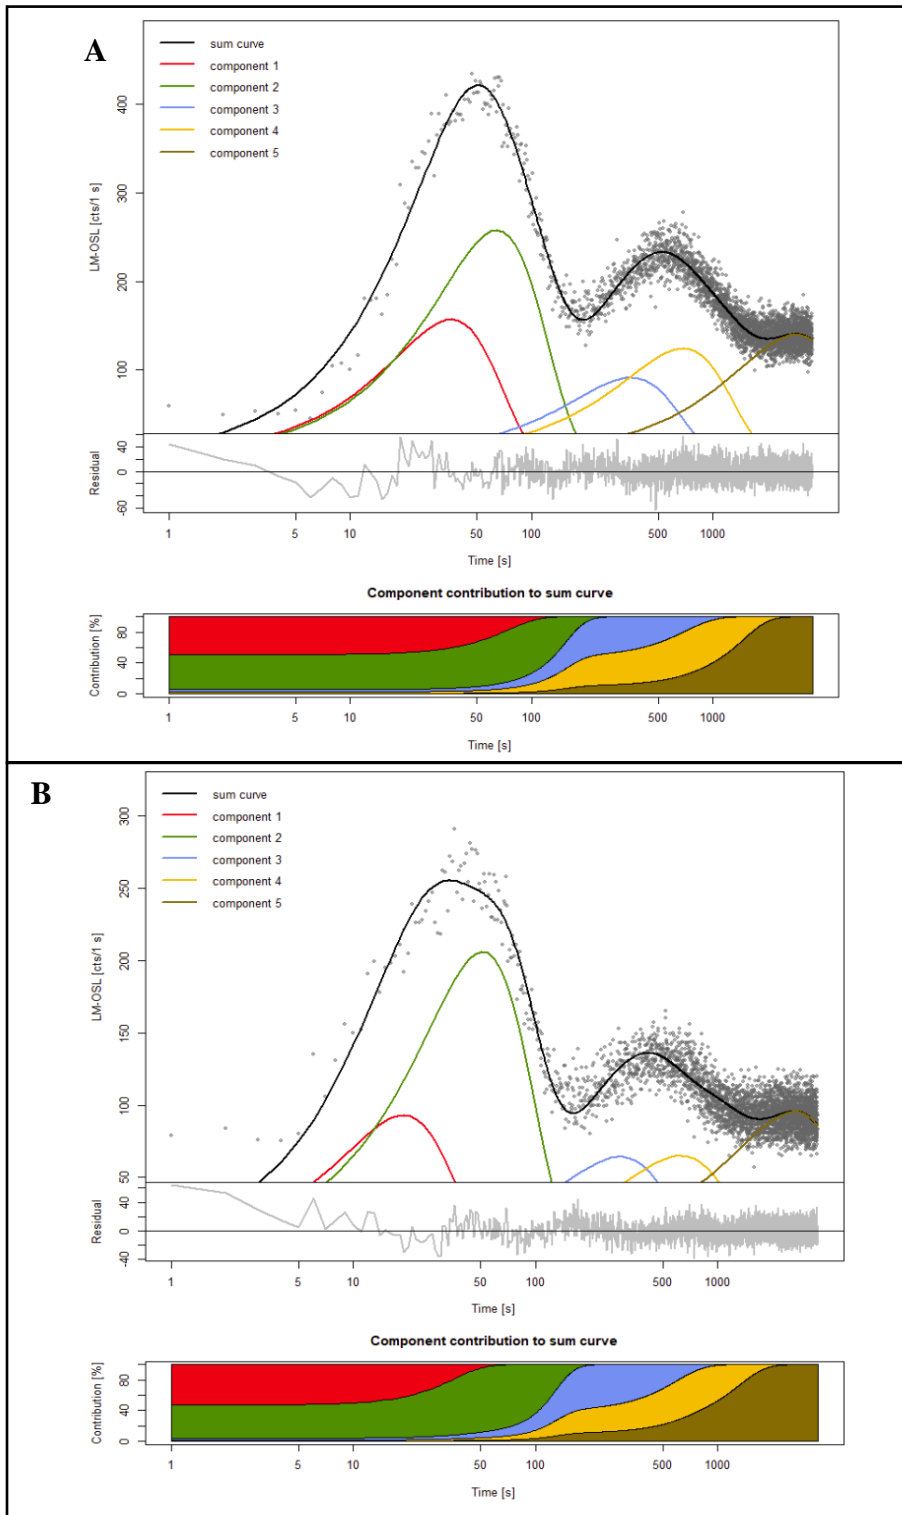 A
sum curve
component 1
component 2
component 3
component 4
component 5
LM-OSL [cts/1 s]
400
300
200
100
Residual
40
0
-60
1 5 10 50 100 500 1000
Time [s]
Component contribution to sum curve
Contribution [%]
80
40
0
1 5 10 50 100 500 1000
Time [s]
B
sum curve
component 1
component 2
component 3
component 4
component 5
LM-OSL [cts/1 s]
300
250
200
150
100
50
Residual
40
0
-40
1 5 10 50 100 500 1000
Time [s]
Component contribution to sum curve
Contribution [%]
80
40
0
1 5 10 50 100 500 1000
Time [s]